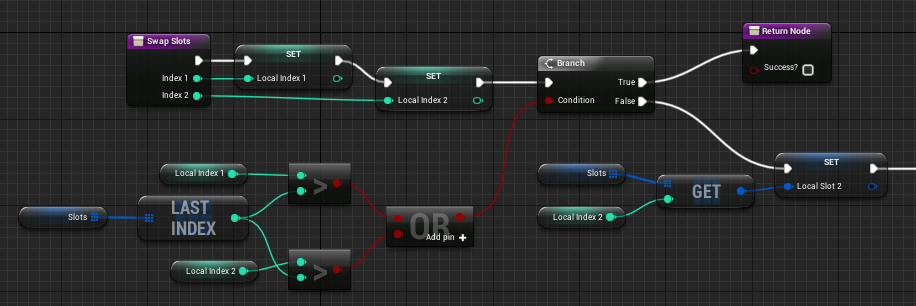 Swap Slots
Index 1
Index 2
SET
Local Index 1
SET
Local Index 2
Branch
Condition
True
False
Return Node
Success?
Local Index 1
>
Slots
LAST
INDEX
Local Index 2
>
OR
Add pin +
Slots
Local Index 2
GET
SET
Local Slot 2